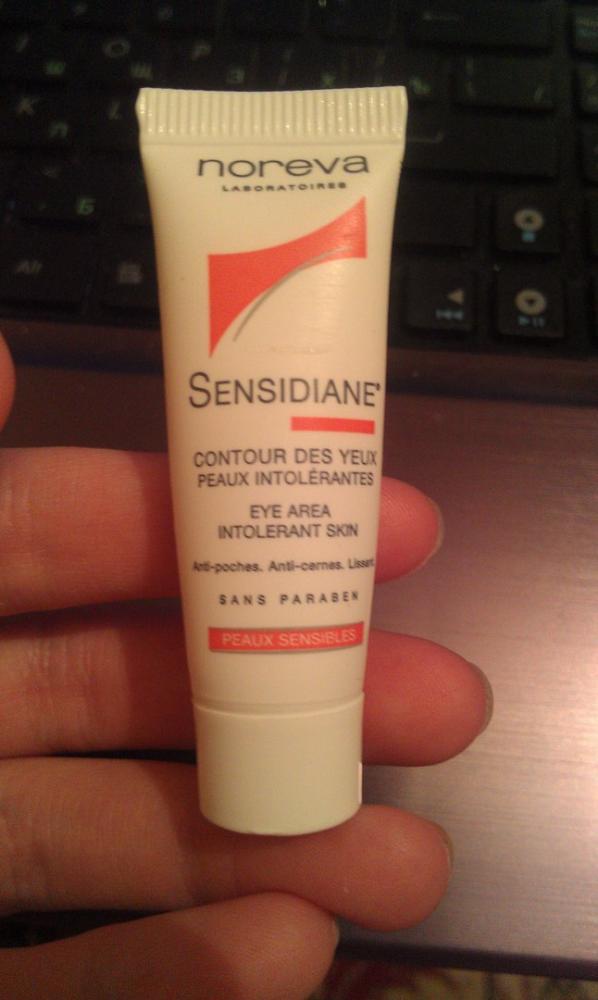 noreva
LABORATOIRES
SENSIDIANE
CONTOUR DES YEUX
PEAUX INTOLÉRANTES
EYE AREA
INTOLERANT SKIN
Anti-poches. Anti-cernes. Lissant.
SANS PARABEN
PEAUX SENSIBLES
Alt
Б